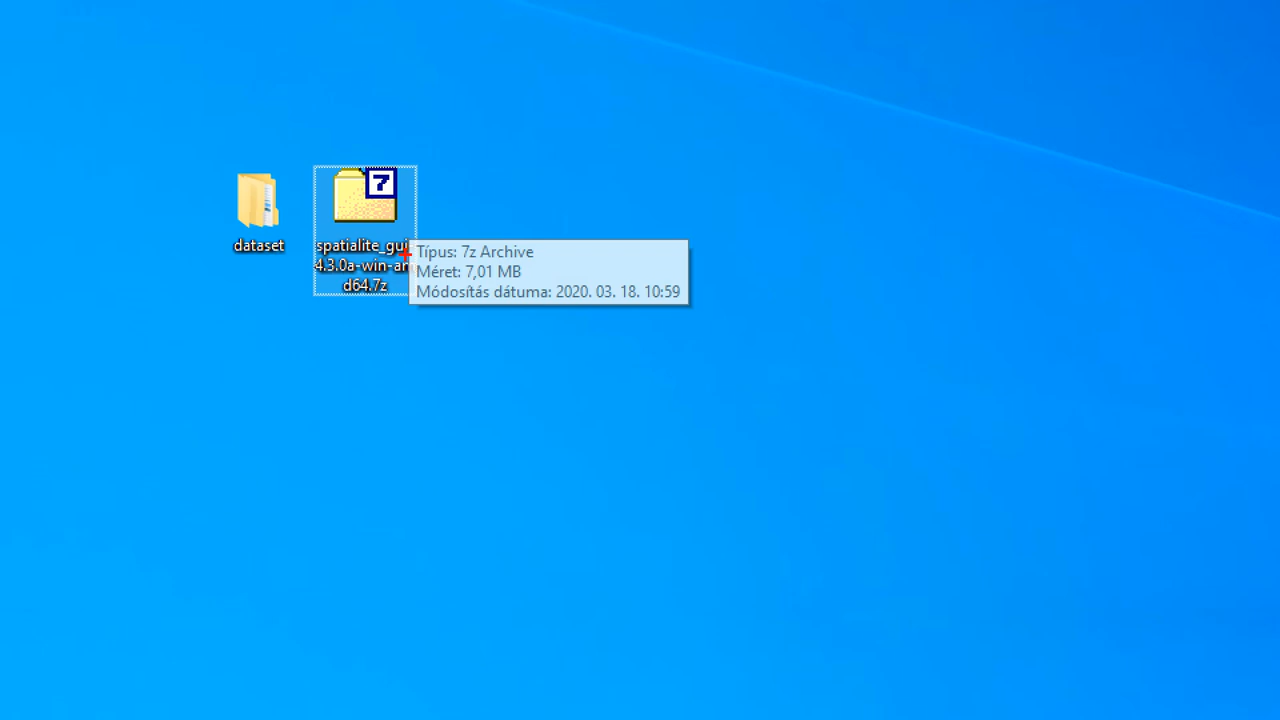 dataset
spatialite_gui
4.3.0a-win-am
d64.7z
7
Típus: 7z Archive
Méret: 7,01 MB
Módosítás dátuma: 2020. 03. 18. 10:59